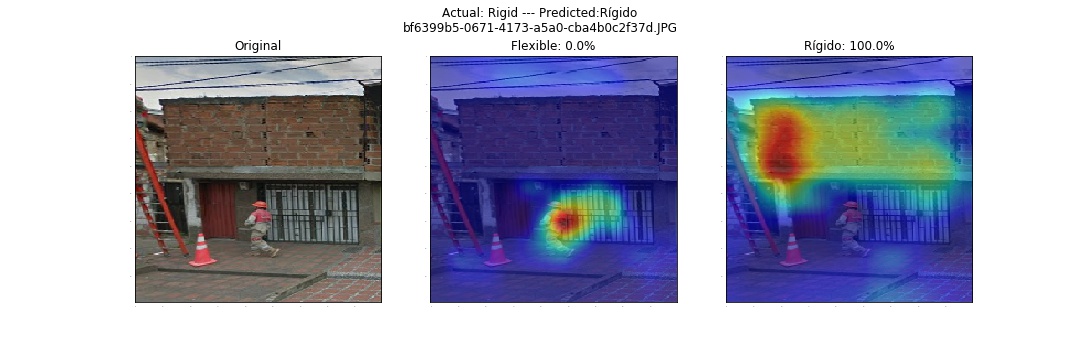 Actual: Rigid --- Predicted:Rígido
bf6399b5-0671-4173-a5a0-cba4b0c2f37d.JPG
Original
Flexible: 0.0%
Rígido: 100.0%